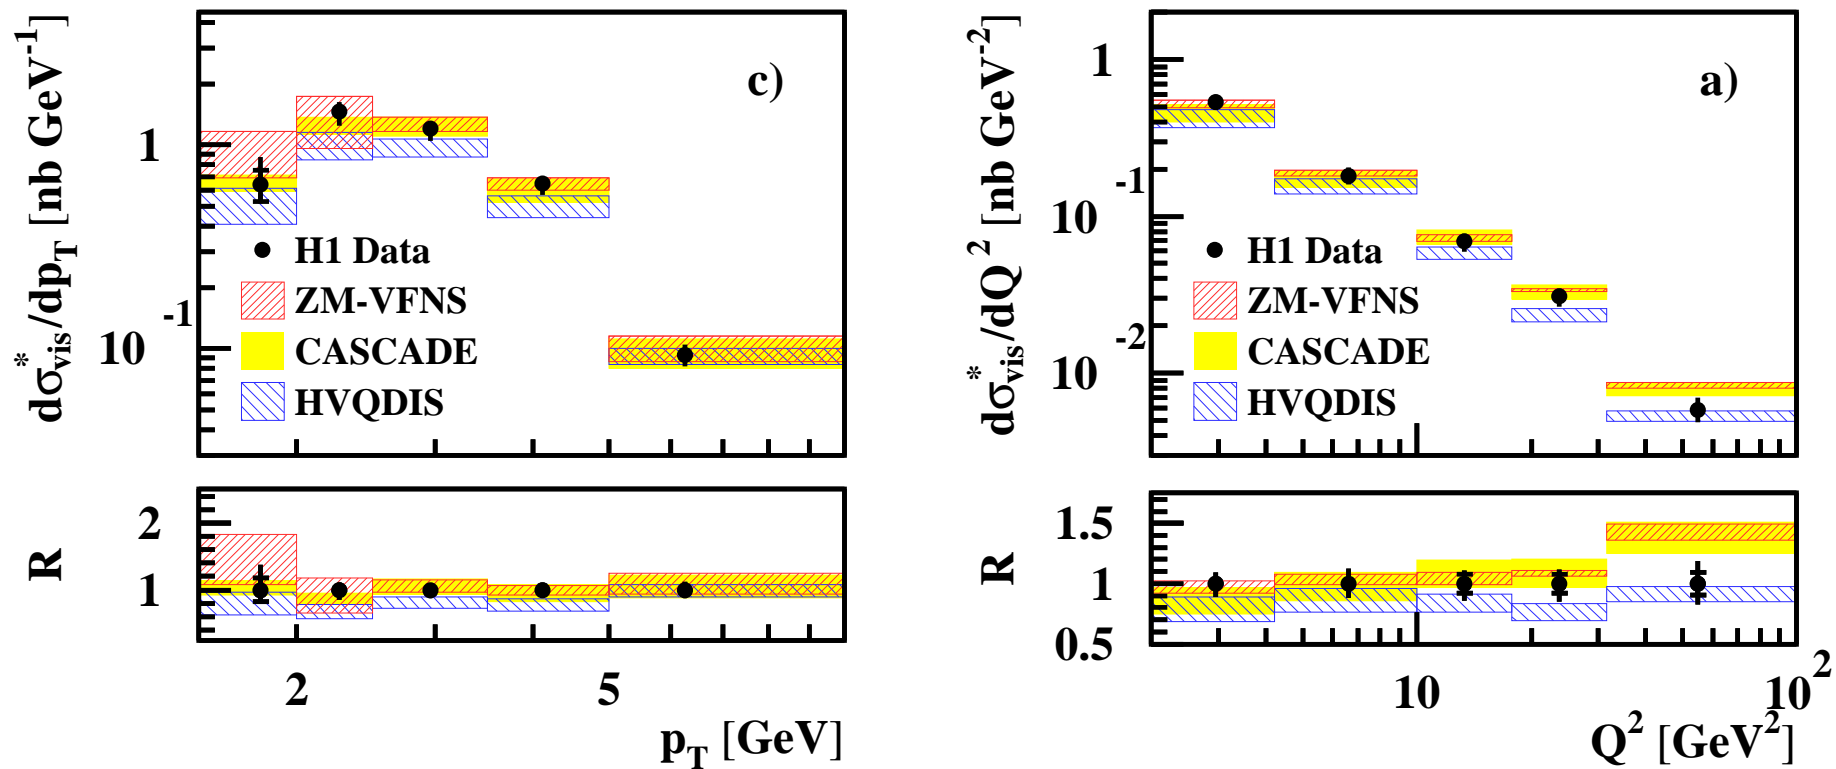 dσ*vis/dpT [nb GeV-1]
c)
1
10-1
H1 Data
ZM-VFNS
CASCADE
HVQDIS
R
2
1
2
5
pT [GeV]
dσ*vis/dQ2 [nb GeV-2]
a)
1
10-1
10-2
H1 Data
ZM-VFNS
CASCADE
HVQDIS
R
1.5
1
0.5
10
102
Q2 [GeV2]